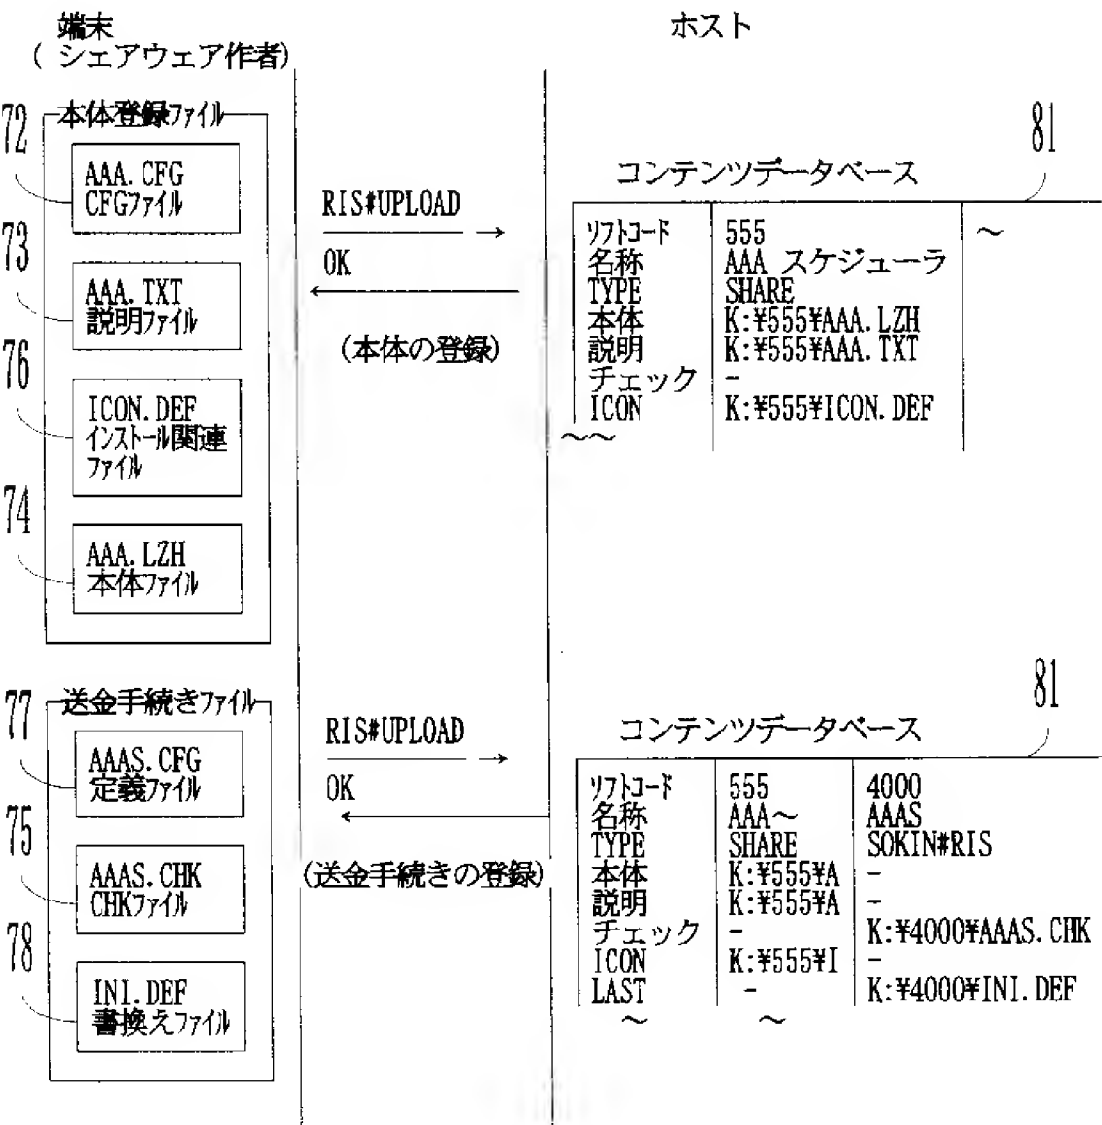 端末
( シェアウェア作者)
ホスト
72
本体登録ファイル
AAA.CFG
CFGファイル
73
AAA.TXT
説明ファイル
76
ICON.DEF
インストール関連
ファイル
74
AAA.LZH
本体ファイル
RIS#UPLOAD
OK
(本体の登録)
81
コンテンツデータベース
ソフトコード 555 ～
名称 AAA スケジューラ
TYPE SHARE
本体 K:¥555¥AAA.LZH
説明 K:¥555¥AAA.TXT
チェック -
ICON K:¥555¥ICON.DEF
～～
77
送金手続きファイル
AAAS.CFG
定義ファイル
75
AAAS.CHK
CHKファイル
78
INI.DEF
書換えファイル
RIS#UPLOAD
OK
(送金手続きの登録)
81
コンテンツデータベース
ソフトコード 555 4000
名称 AAA～ AAAS
TYPE SHARE SOKIN#RIS
本体 K:¥555¥A -
説明 K:¥555¥A -
チェック - K:¥4000¥AAAS.CHK
ICON K:¥555¥I -
LAST - K:¥4000¥INI.DEF
～ ～